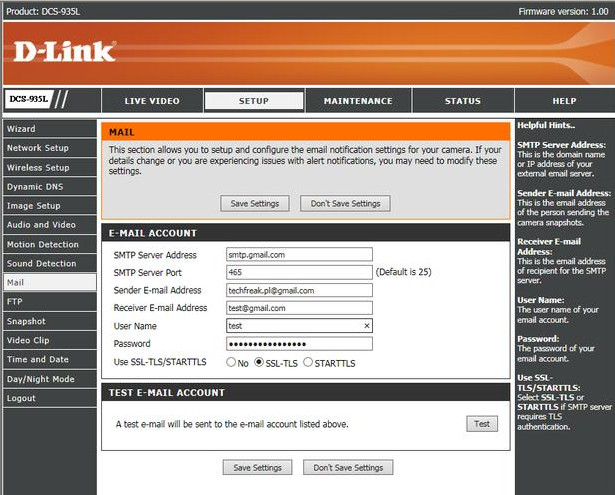 Product: DCS-935L
Firmware version: 1.00
D-Link®
DCS-935L
LIVE VIDEO
SETUP
MAINTENANCE
STATUS
HELP
Wizard
Network Setup
Wireless Setup
Dynamic DNS
Image Setup
Audio and Video
Motion Detection
Sound Detection
Mail
FTP
Snapshot
Video Clip
Time and Date
Day/Night Mode
Logout
MAIL
This section allows you to setup and configure the email notification settings for your camera. If your
details change or you are experiencing issues with alert notifications, you may need to modify these
settings.
Save Settings
Don't Save Settings
E-MAIL ACCOUNT
SMTP Server Address
smtp.gmail.com
SMTP Server Port
465
(Default is 25)
Sender E-mail Address
techfreak.pl@gmail.com
Receiver E-mail Address
test@gmail.com
User Name
test
Password
••••••••••••••••
Use SSL-TLS/STARTTLS
No
SSL-TLS
STARTTLS
TEST E-MAIL ACCOUNT
A test e-mail will be sent to the e-mail account listed above.
Test
Save Settings
Don't Save Settings
Helpful Hints..
SMTP Server Address:
This is the domain name
or IP address of your
external email server.
Sender E-mail Address:
This is the email address
of the person sending the
camera snapshots.
Receiver E-mail
Address:
This is the email address
of recipient for the SMTP
server.
User Name:
The user name of your
email account.
Password:
The password of your
email account.
Use SSL-
TLS/STARTTLS:
Select SSL-TLS or
STARTTLS if SMTP server
requires TLS
authentication.